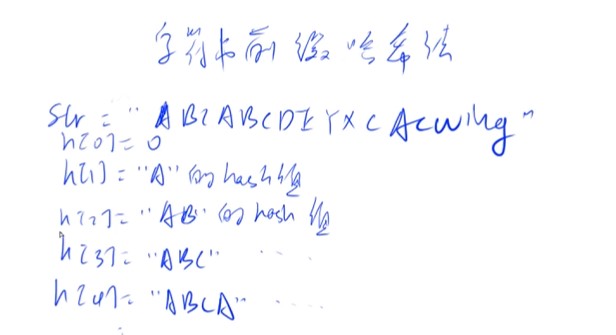 字符串前缀哈希法
str = "ABCABCDEYXCAcwing"
h[0] = 0
h[1] = "A" 的 hash 值
h[2] = "AB" 的 hash 值
h[3] = "ABC" ....
h[4] = "ABCA" ....